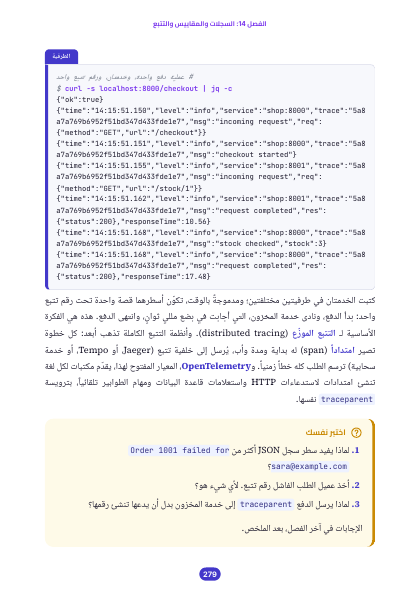 الفصل 14: السجلات والمقاييس والتتبع
الطرفية
# عملية دفع واحدة، وخدمتان، ورقم تتبع واحد
$ curl -s localhost:8000/checkout | jq -c
{"ok":true}
{"time":"14:15:51.150","level":"info","service":"shop:8000","trace":"5a8
a7a769b6952f51bd347d433fde1e7","msg":"incoming request","req":
{"method":"GET","url":"/checkout"}}
{"time":"14:15:51.151","level":"info","service":"shop:8000","trace":"5a8
a7a769b6952f51bd347d433fde1e7","msg":"checkout started"}
{"time":"14:15:51.155","level":"info","service":"shop:8001","trace":"5a8
a7a769b6952f51bd347d433fde1e7","msg":"incoming request","req":
{"method":"GET","url":"/stock/1"}}
{"time":"14:15:51.162","level":"info","service":"shop:8001","trace":"5a8
a7a769b6952f51bd347d433fde1e7","msg":"request completed","res":
{"status":200},"responseTime":10.56}
{"time":"14:15:51.168","level":"info","service":"shop:8000","trace":"5a8
a7a769b6952f51bd347d433fde1e7","msg":"stock checked","stock":3}
{"time":"14:15:51.168","level":"info","service":"shop:8000","trace":"5a8
a7a769b6952f51bd347d433fde1e7","msg":"request completed","res":
{"status":200},"responseTime":17.48}
كتبت الخدمتان في طرفيتين مختلفتين؛ ومدموجةً بالوقت، تكوّن أسطرهما قصة واحدة تحت رقم تتبع
واحد: بدأ الدفع، ونادى خدمة المخزون، التي أجابت في بضع مللي ثوانٍ، وانتهى الدفع. هذه هي الفكرة
الأساسية لـ التتبع الموزّع (distributed tracing). وأنظمة التتبع الكاملة تذهب أبعد: كل خطوة
تصير امتداداً (span) له بداية ومدة وأب، يُرسل إلى خلفية تتبع (Jaeger أو Tempo، أو خدمة
سحابية) ترسم الطلب كله خطاً زمنياً. وOpenTelemetry، المعيار المفتوح لهذا، يقدّم مكتبات لكل لغة
تنشئ امتدادات لاستدعاءات HTTP واستعلامات قاعدة البيانات ومهام الطوابير تلقائياً، بترويسة
traceparent نفسها.
اختبر نفسك
1. لماذا يفيد سطر سجل JSON أكثر من Order 1001 failed for
sara@example.com؟
2. أخذ عميل الطلب الفاشل رقم تتبع. لأي شيء هو؟
3. لماذا يرسل الدفع traceparent إلى خدمة المخزون بدل أن يدعها تنشئ رقمها؟
الإجابات في آخر الفصل، بعد الملخص.
279